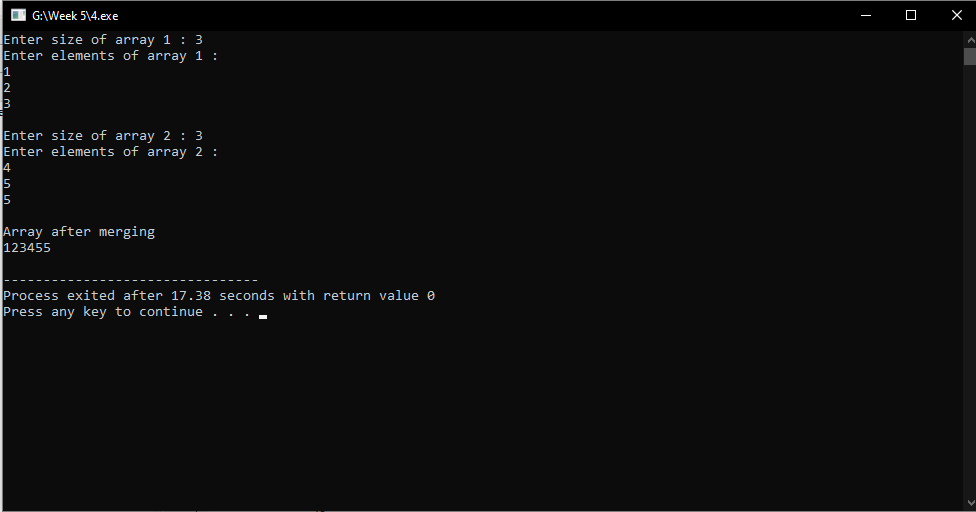 G:\Week 5\4.exe
Enter size of array 1 : 3
Enter elements of array 1 :
1
2
3
Enter size of array 2 : 3
Enter elements of array 2 :
4
5
5
Array after merging
123455
--------------------------------
Process exited after 17.38 seconds with return value 0
Press any key to continue . . .